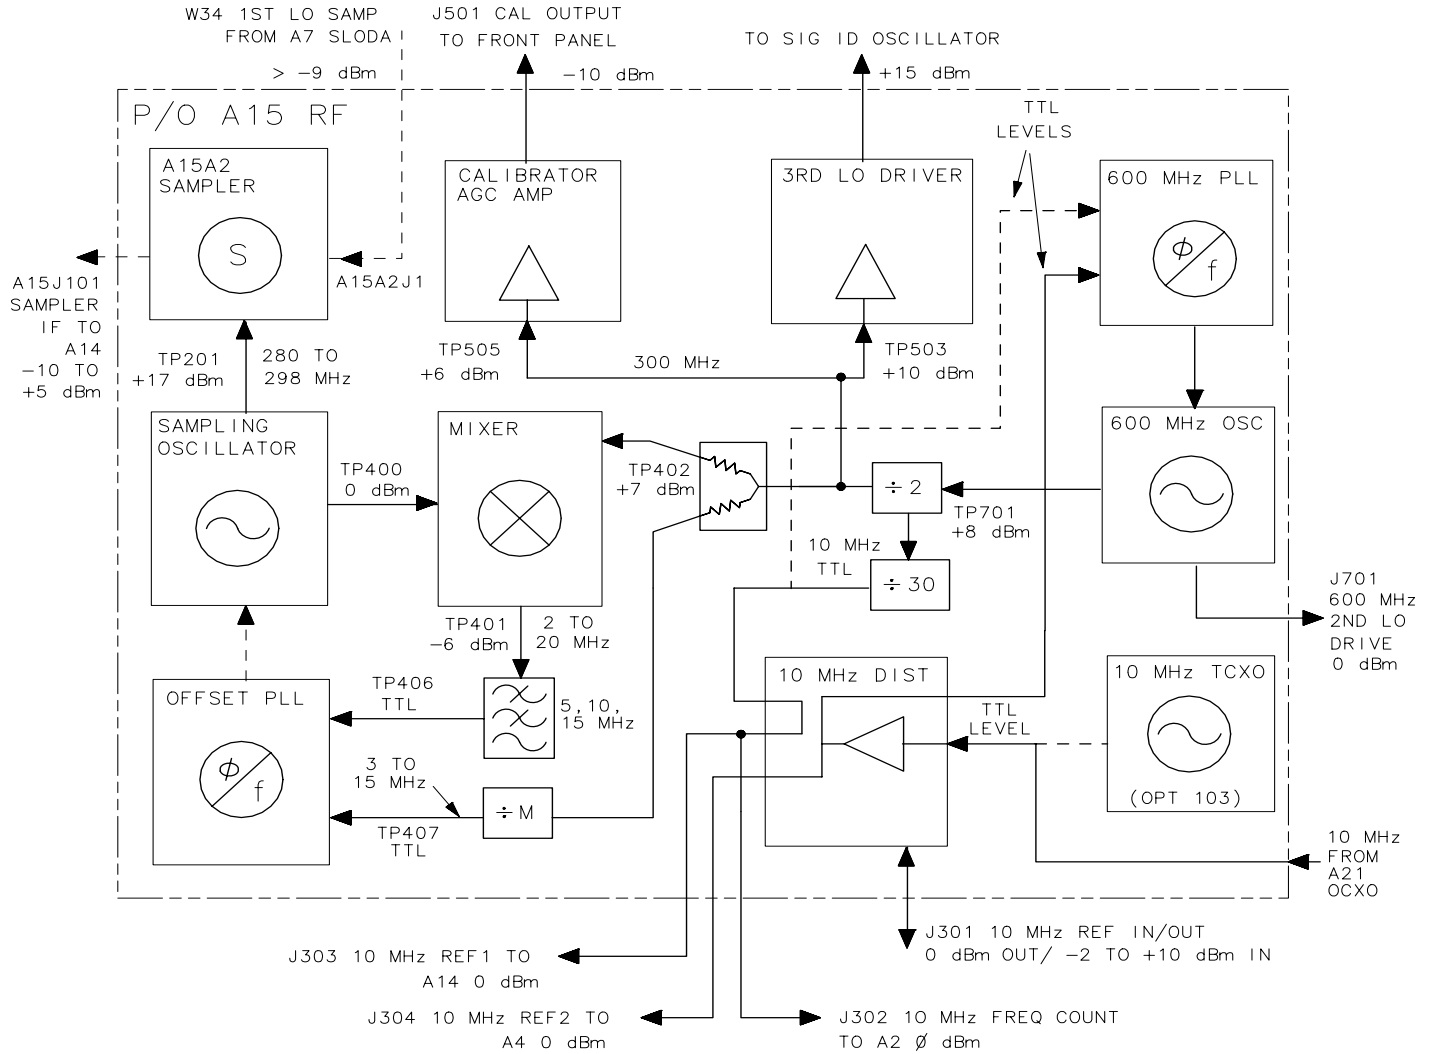 W34 1ST LO SAMP
FROM A7 SLODA
> -9 dBm
J501 CAL OUTPUT
TO FRONT PANEL
-10 dBm
TO SIG ID OSCILLATOR
+15 dBm
P/O A15 RF
TTL
LEVELS
A15A2
SAMPLER
S
A15A2J1
CALIBRATOR
AGC AMP
3RD LO DRIVER
600 MHz PLL
Φ
f
A15J101
SAMPLER
IF TO
A14
-10 TO
+5 dBm
TP201
+17 dBm
280 TO
298 MHz
TP505
+6 dBm
300 MHz
TP503
+10 dBm
SAMPLING
OSCILLATOR
TP400
0 dBm
MIXER
TP402
+7 dBm
÷ 2
TP701
+8 dBm
600 MHz OSC
10 MHz
TTL
÷ 30
J701
600 MHz
2ND LO
DRIVE
0 dBm
TP401
-6 dBm
2 TO
20 MHz
OFFSET PLL
Φ
f
TP406
TTL
5,10,
15 MHz
3 TO
15 MHz
÷ M
TP407
TTL
10 MHz DIST
TTL
LEVEL
10 MHz TCXO
(OPT 103)
10 MHz
FROM
A21
OCXO
J301 10 MHz REF IN/OUT
0 dBm OUT/ -2 TO +10 dBm IN
J303 10 MHz REF1 TO
A14 0 dBm
J304 10 MHz REF2 TO
A4 0 dBm
J302 10 MHz FREQ COUNT
TO A2 Ø dBm